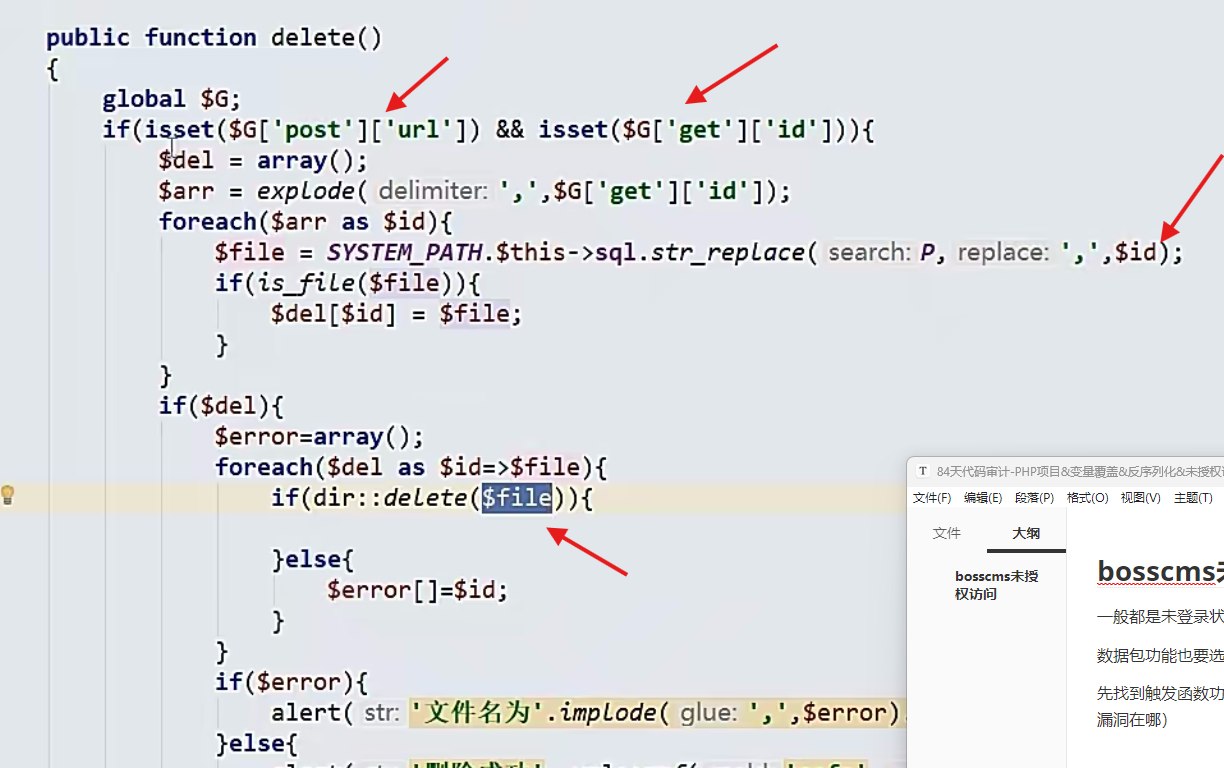 public function delete()
{
global $G;
if(isset($G['post']['url']) && isset($G['get']['id'])){
$del = array();
$arr = explode( delimiter: ',',$G['get']['id']);
foreach($arr as $id){
$file = SYSTEM_PATH.$this->sql.str_replace( search: P, replace: ',',$id);
if(is_file($file)){
$del[$id] = $file;
}
}
if($del){
$error=array();
foreach($del as $id=>$file){
if(dir::delete($file)){
}else{
$error[]=$id;
}
}
if($error){
alert( str: '文件名为'.implode( glue: ',',$error)
}else{
T 84天代码审计-PHP项目&变量覆盖&反序列化&未授权
文件(F) 编辑(E) 段落(P) 格式(O) 视图(V) 主题(T)
文件 大纲
bosscms未授
权访问
bosscms
一般都是未登录状
数据包功能也要选
先找到触发函数功
漏洞在哪）